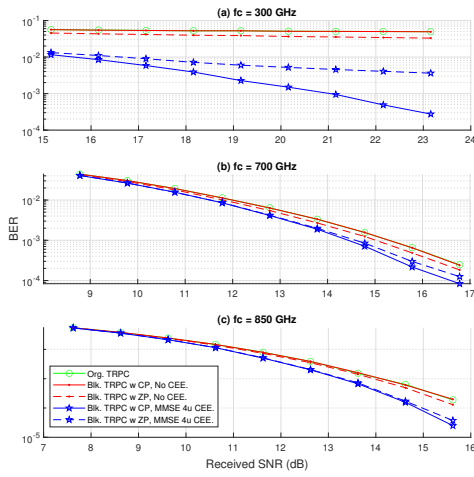 (a) fc = 300 GHz
10^-1
10^-2
10^-3
10^-4
15 16 17 18 19 20 21 22 23 24
(b) fc = 700 GHz
10^-2
10^-3
10^-4
9 10 11 12 13 14 15 16 17
BER
(c) fc = 850 GHz
Org. TRPC
Blk. TRPC w CP, No CEE.
Blk. TRPC w ZP, No CEE.
Blk. TRPC w CP, MMSE 4u CEE.
Blk. TRPC w ZP, MMSE 4u CEE.
10^-5
7 8 9 10 11 12 13 14 15 16
Received SNR (dB)